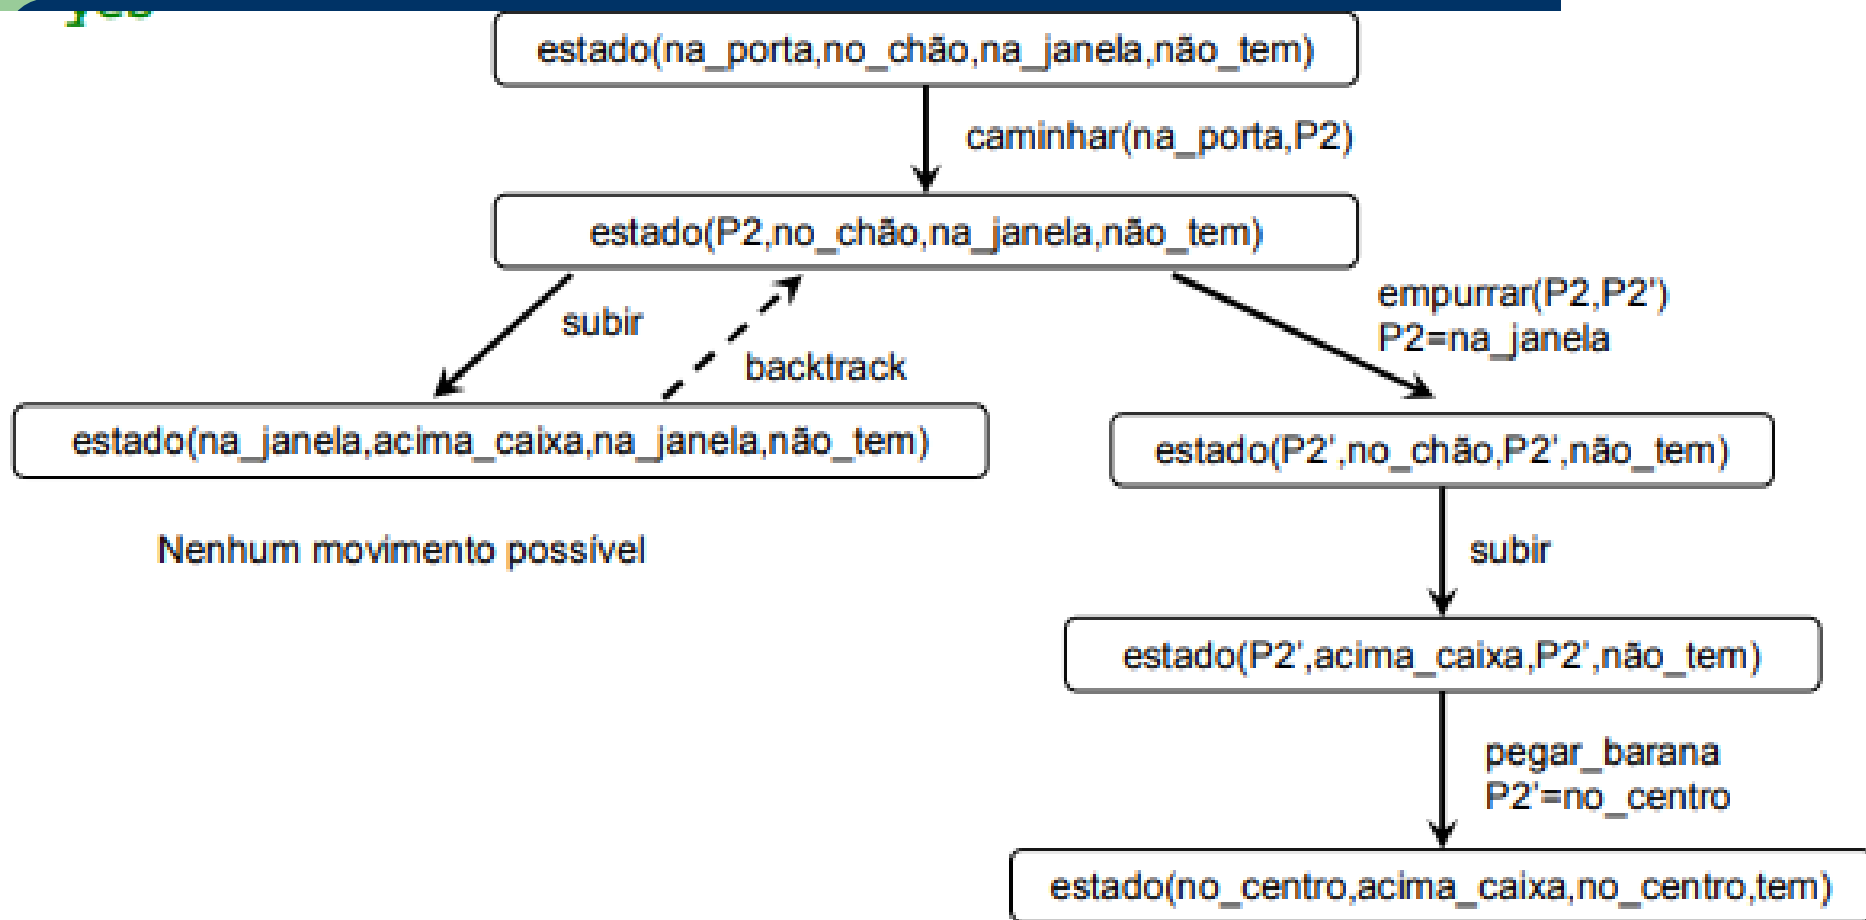 yes
estado(na_porta,no_chão,na_janela,não_tem)
caminhar(na_porta,P2)
estado(P2,no_chão,na_janela,não_tem)
subir
backtrack
empurrar(P2,P2')
P2=na_janela
estado(na_janela,acima_caixa,na_janela,não_tem)
Nenhum movimento possível
estado(P2',no_chão,P2',não_tem)
subir
estado(P2',acima_caixa,P2',não_tem)
pegar_barana
P2'=no_centro
estado(no_centro,acima_caixa,no_centro,tem)